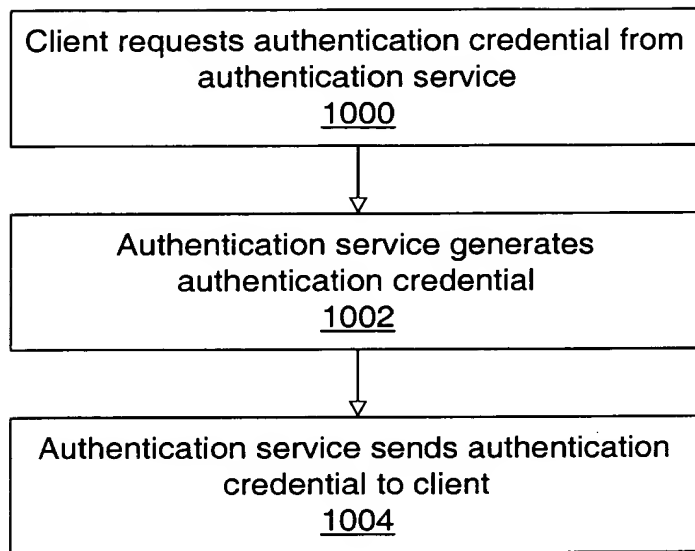 Client requests authentication credential from
authentication service
1000
Authentication service generates
authentication credential
1002
Authentication service sends authentication
credential to client
1004